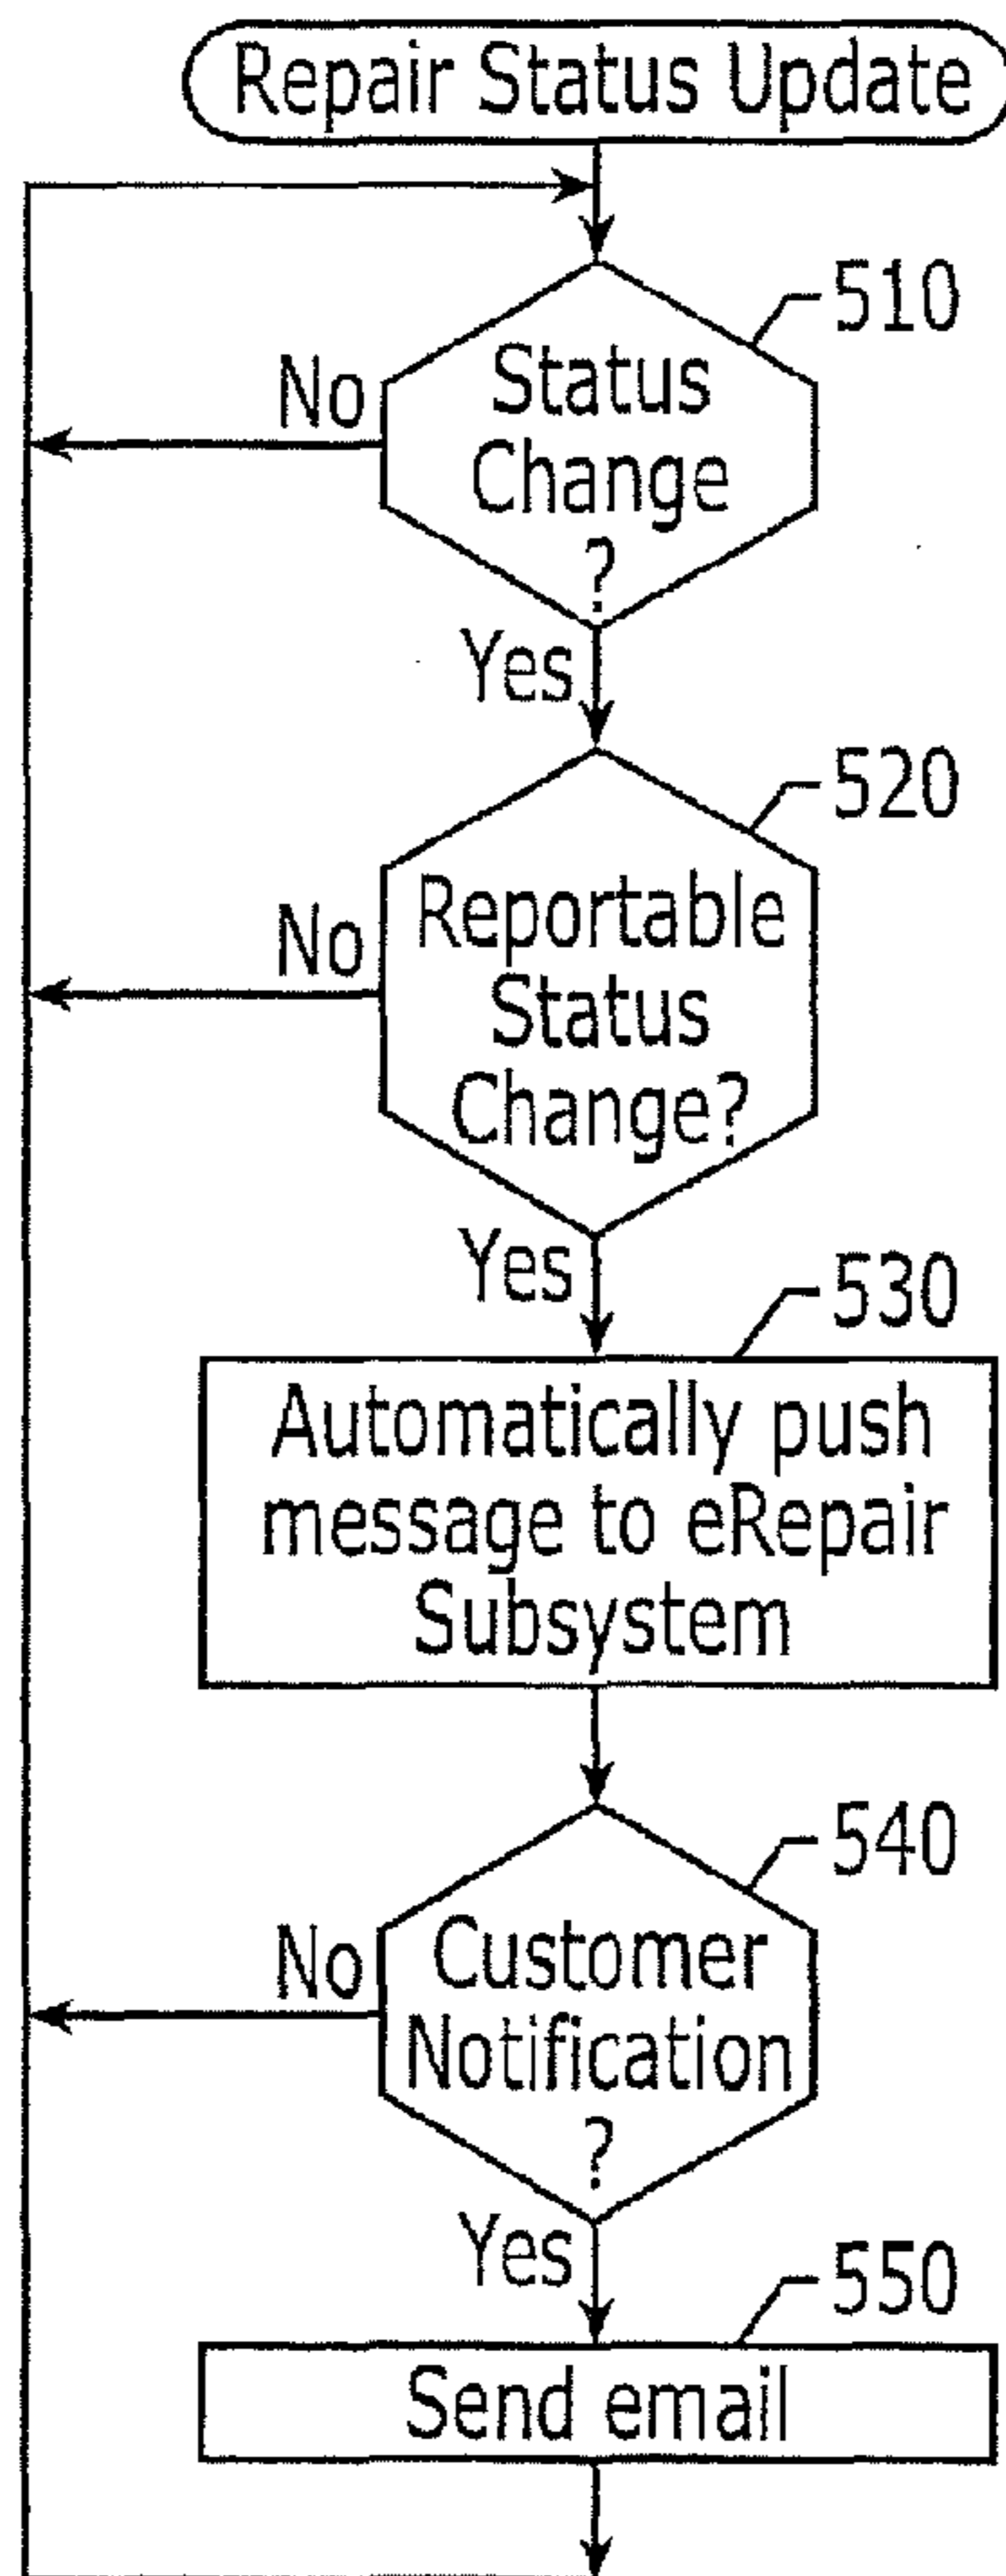 Repair Status Update
510
Status
Change
?
No
Yes
520
Reportable
Status
Change?
No
Yes
530
Automatically push
message to eRepair
Subsystem
540
Customer
Notification
?
No
Yes
550
Send email